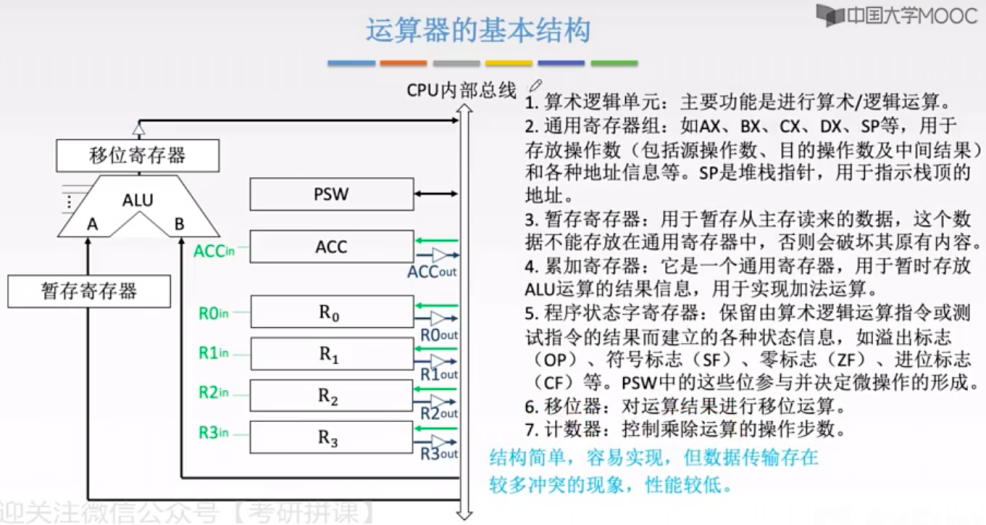 中国大学MOOC
运算器的基本结构
CPU内部总线
移位寄存器
ALU
A
B
暂存寄存器
PSW
ACCin
ACC
ACCout
R0in
R₀
R0out
R1in
R₁
R1out
R2in
R₂
R2out
R3in
R₃
R3out
1. 算术逻辑单元：主要功能是进行算术/逻辑运算。
2. 通用寄存器组：如AX、BX、CX、DX、SP等，用于
存放操作数（包括源操作数、目的操作数及中间结果）
和各种地址信息等。SP是堆栈指针，用于指示栈顶的
地址。
3. 暂存寄存器：用于暂存从主存读来的数据，这个数
据不能存放在通用寄存器中，否则会破坏其原有内容。
4. 累加寄存器：它是一个通用寄存器，用于暂时存放
ALU运算的结果信息，用于实现加法运算。
5. 程序状态字寄存器：保留由算术逻辑运算指令或测
试指令的结果而建立的各种状态信息，如溢出标志
（OP）、符号标志（SF）、零标志（ZF）、进位标志
（CF）等。PSW中的这些位参与并决定微操作的形成。
6. 移位器：对运算结果进行移位运算。
7. 计数器：控制乘除运算的操作步数。
结构简单，容易实现，但数据传输存在
较多冲突的现象，性能较低。
迎关注微信公众号【考研拼课】